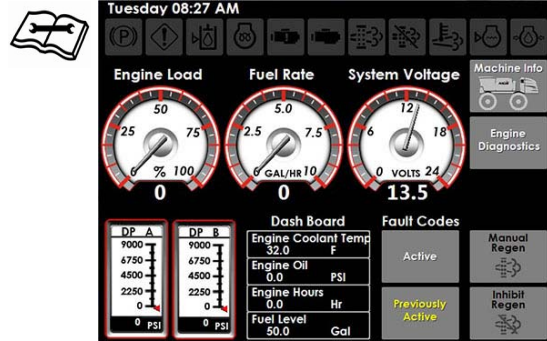 Tuesday 08:27 AM
Engine Load
Fuel Rate
System Voltage
Machine Info
50
5.0
12
25
75
2.5
7.5
6
18
0
%
100
0
GAL/HR
10
0
VOLTS
24
0
0
13.5
Engine
Diagnostics
Dash Board
Fault Codes
DP A
9000
6750
4500
2250
0
0 PSI
DP B
9000
6750
4500
2250
0
0 PSI
Engine Coolant Temp
32.0 F
Engine Oil
0.0 PSI
Engine Hours
0.0 Hr
Fuel Level
50.0 Gal
Active
Previously
Active
Manual
Regen
Inhibit
Regen